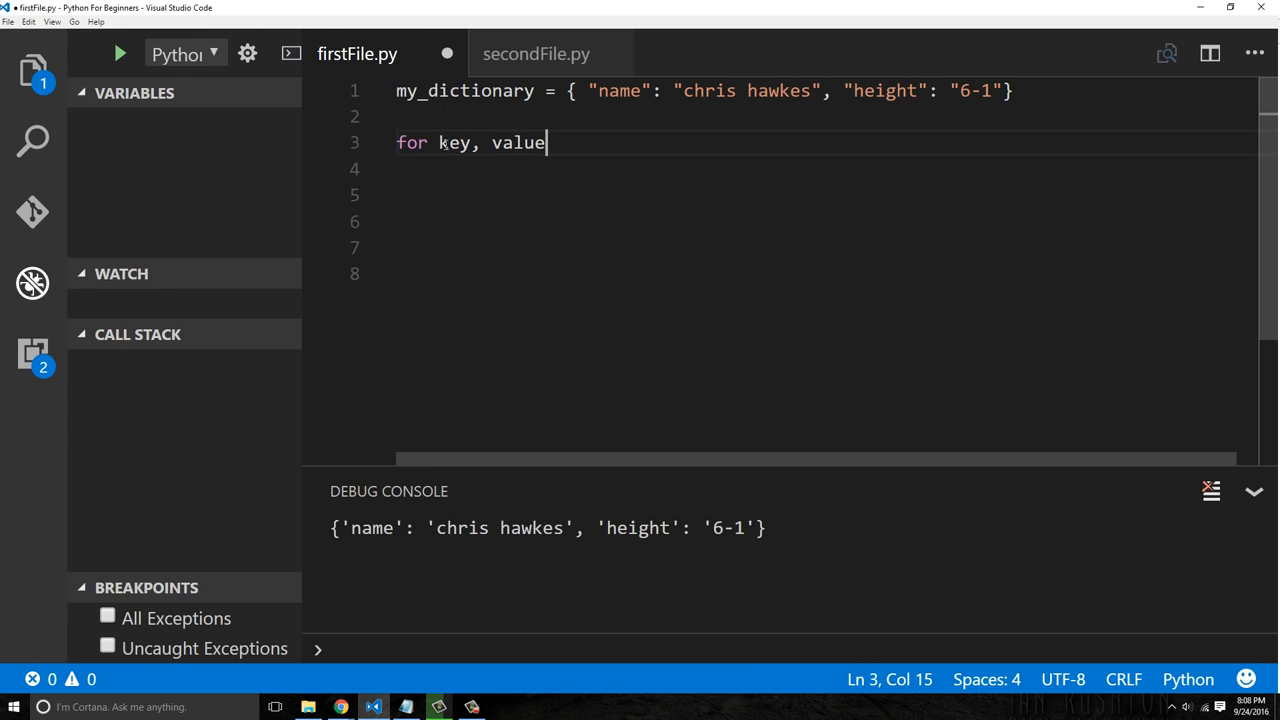 ● firstFile.py - Python For Beginners - Visual Studio Code
File Edit View Go Help
1
2
Pythor ▼
firstFile.py ●
secondFile.py
VARIABLES
WATCH
CALL STACK
BREAKPOINTS
All Exceptions
Uncaught Exceptions
1 my_dictionary = { "name": "chris hawkes", "height": "6-1"}
2
3 for key, value
4
5
6
7
8
DEBUG CONSOLE
{'name': 'chris hawkes', 'height': '6-1'}
0 0
Ln 3, Col 15 Spaces: 4 UTF-8 CRLF Python
I'm Cortana. Ask me anything.
8:08 PM
9/24/2016